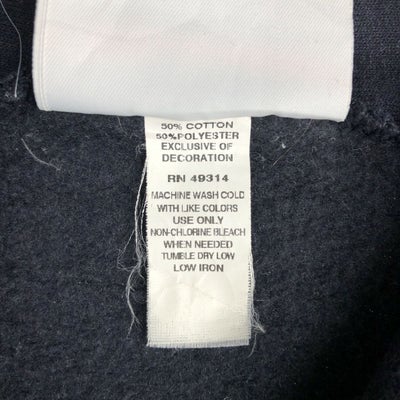 50% COTTON
50%POLYESTER
EXCLUSIVE OF
DECORATION
RN 49314
MACHINE WASH COLD
WITH LIKE COLORS
USE ONLY
NON-CHLORINE BLEACH
WHEN NEEDED
TUMBLE DRY LOW
LOW IRON